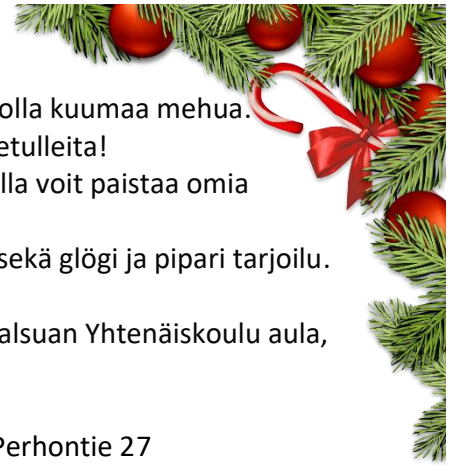 olla kuumaa mehua.
etulleita!
lla voit paistaa omia
sekä glögi ja pipari tarjoilu.
alsuan Yhtenäiskoulu aula,
Perhontie 27